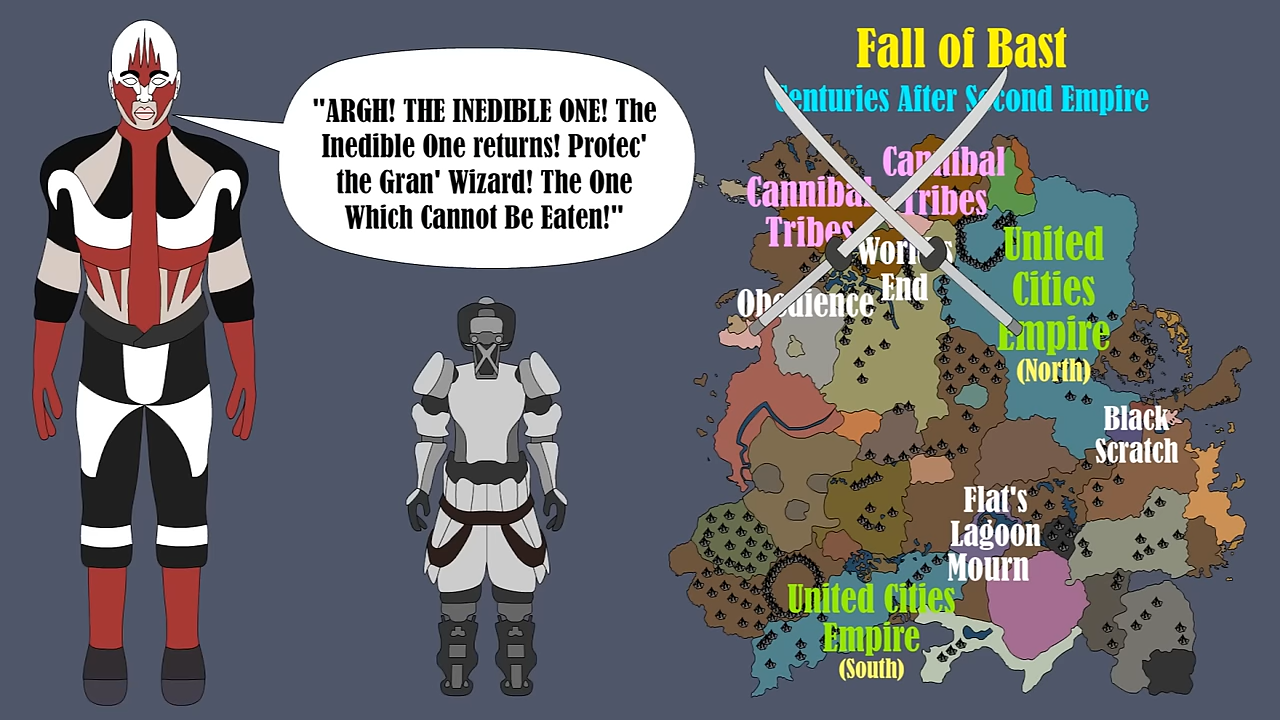 "ARGH! THE INEDIBLE ONE! The
Inedible One returns! Protec'
the Gran' Wizard! The One
Which Cannot Be Eaten!"
Fall of Bast
Centuries After Second Empire
Cannibal
Tribes
Cannibal
Tribes
World's
End
Obedience
United
Cities
Empire
(North)
Black
Scratch
Flat's
Lagoon
Mourn
United Cities
Empire
(South)